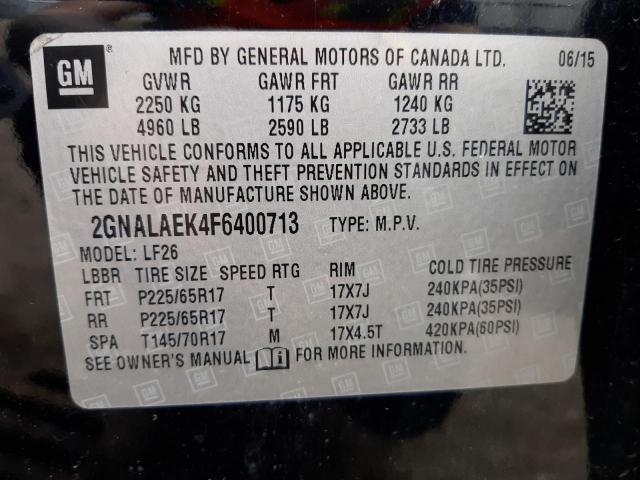 GM
MFD BY GENERAL MOTORS OF CANADA LTD. 06/15
GVWR GAWR FRT GAWR RR
2250 KG 1175 KG 1240 KG
4960 LB 2590 LB 2733 LB
THIS VEHICLE CONFORMS TO ALL APPLICABLE U.S. FEDERAL MOTOR
VEHICLE SAFETY AND THEFT PREVENTION STANDARDS IN EFFECT ON
THE DATE OF MANUFACTURE SHOWN ABOVE.
2GNALAEK4F6400713 TYPE: M.P.V.
MODEL: LF26
LBBR TIRE SIZE SPEED RTG RIM COLD TIRE PRESSURE
FRT P225/65R17 T 17X7J 240KPA(35PSI)
RR P225/65R17 T 17X7J 240KPA(35PSI)
SPA T145/70R17 M 17X4.5T 420KPA(60PSI)
SEE OWNER'S MANUAL FOR MORE INFORMATION.